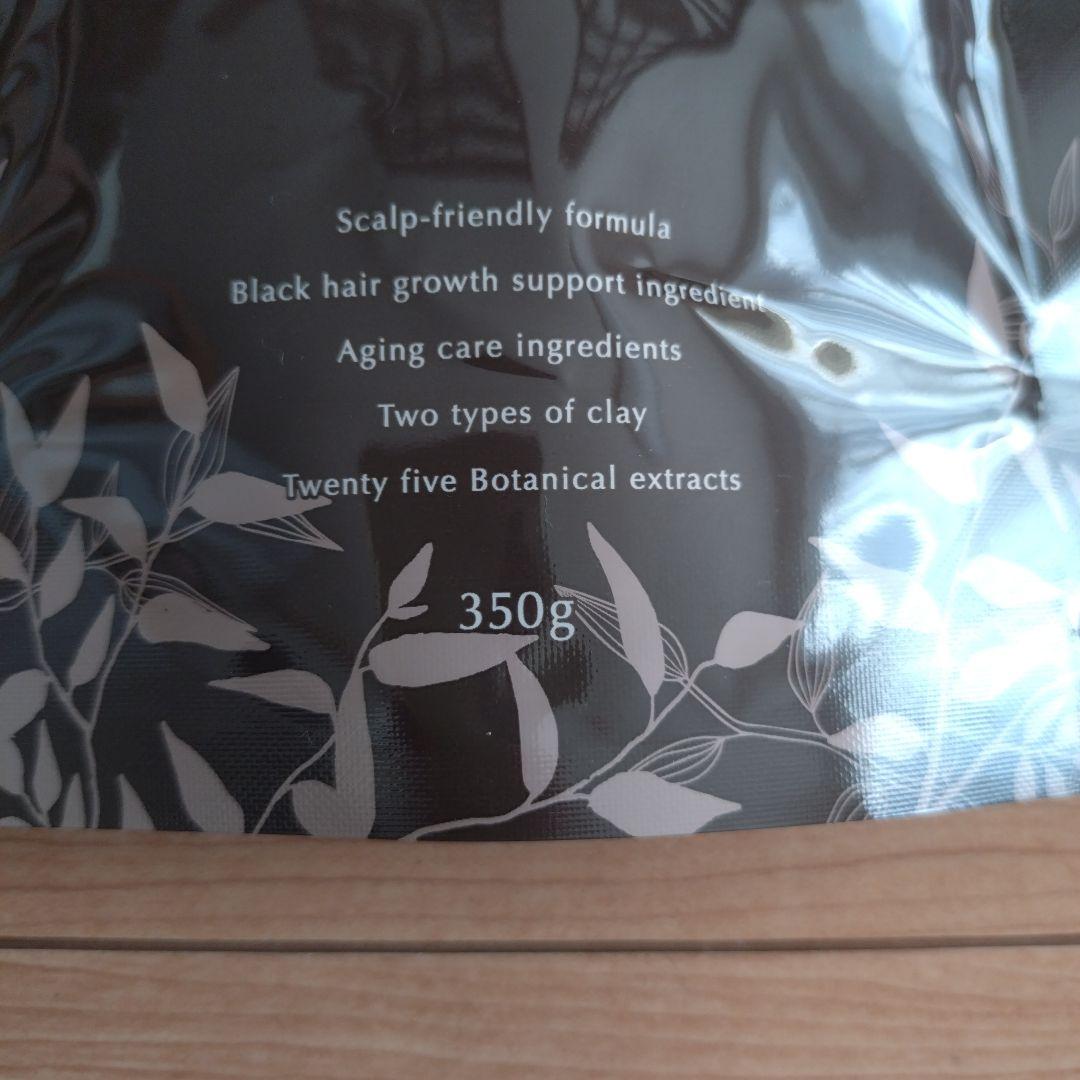 Scalp-friendly formula
Black hair growth support ingredient
Aging care ingredients
Two types of clay
Twenty five Botanical extracts
350g